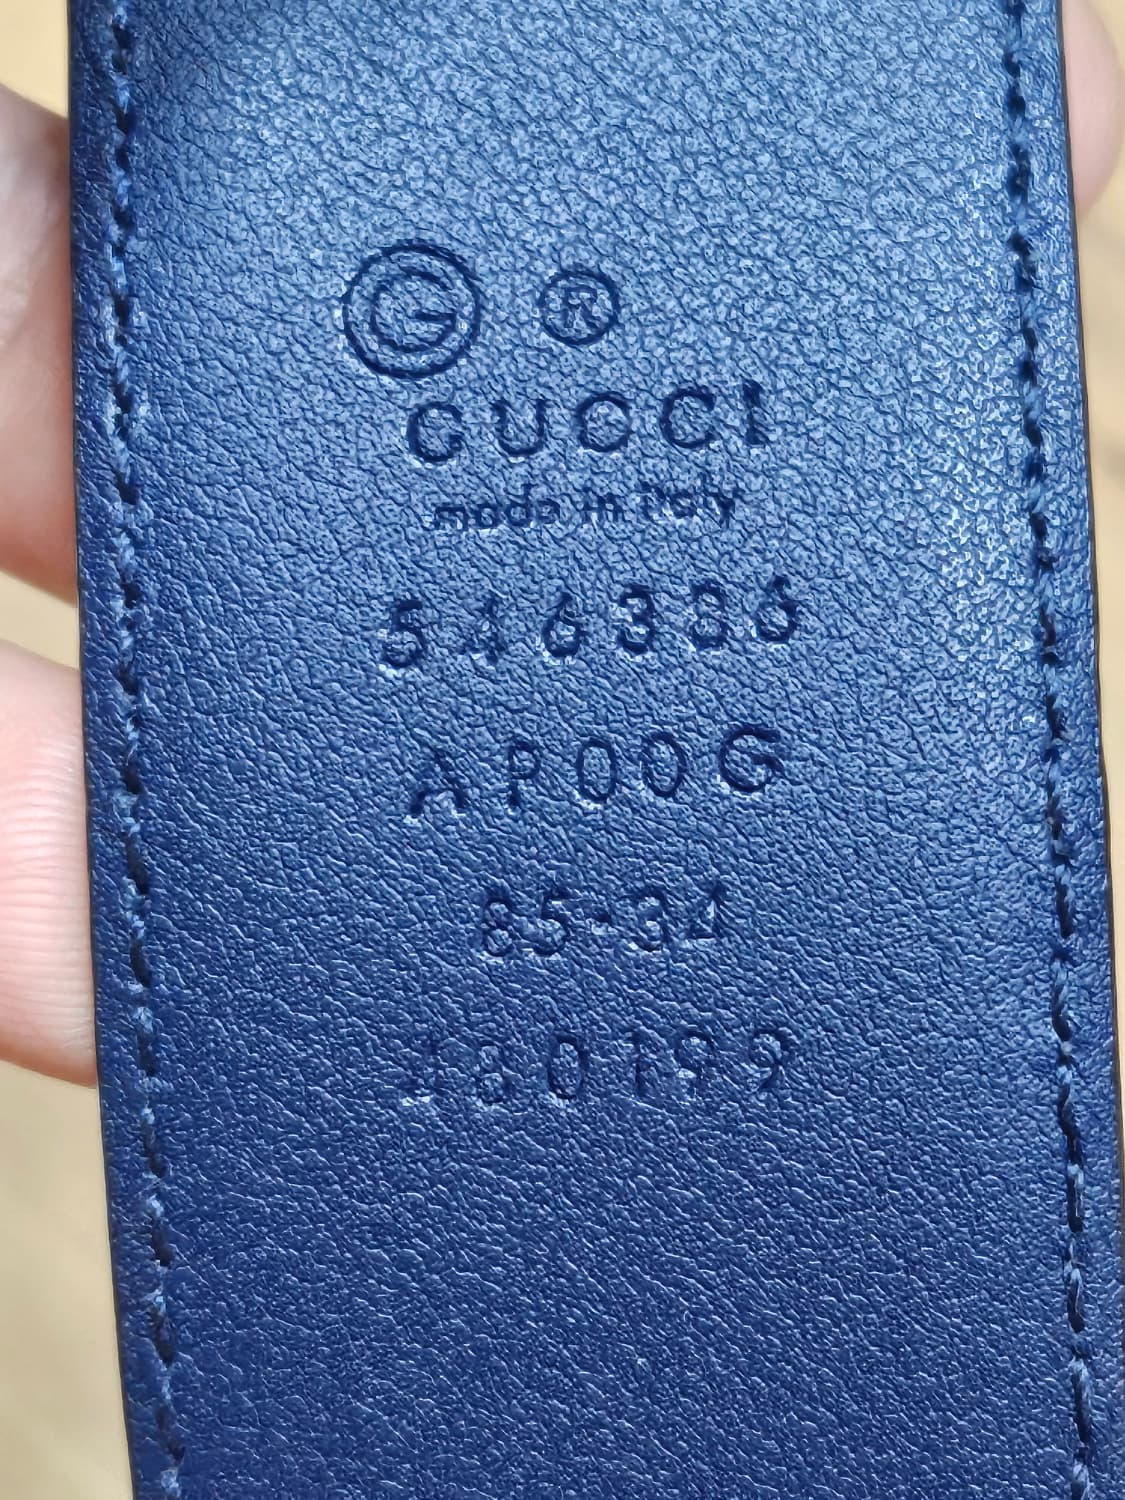 G ®
GUCCI
made in italy
546386
AP00G
85-34
180199